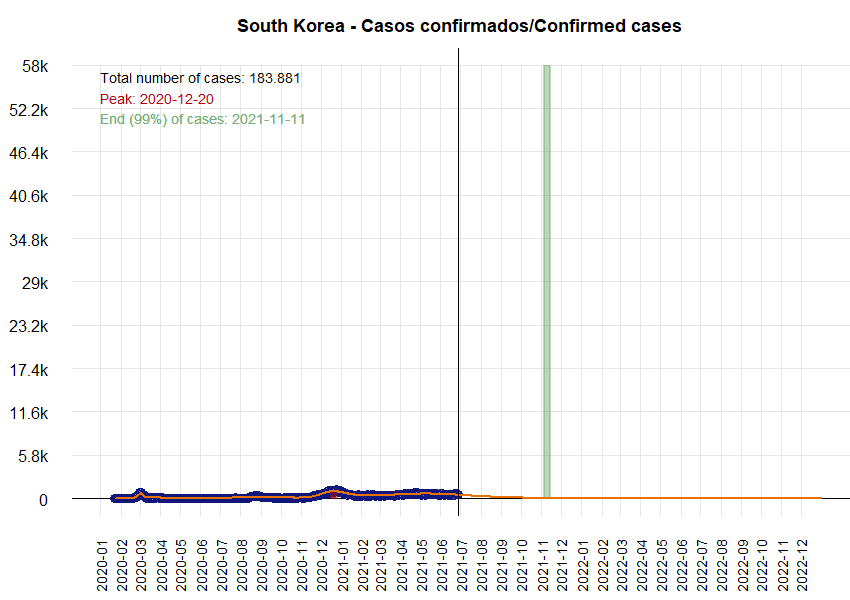 South Korea - Casos confirmados/Confirmed cases
58k
Total number of cases: 183.881
Peak: 2020-12-20
End (99%) of cases: 2021-11-11
52.2k
46.4k
40.6k
34.8k
29k
23.2k
17.4k
11.6k
5.8k
0
2020-01
2020-02
2020-03
2020-04
2020-05
2020-06
2020-07
2020-08
2020-09
2020-10
2020-11
2020-12
2021-01
2021-02
2021-03
2021-04
2021-05
2021-06
2021-07
2021-08
2021-09
2021-10
2021-11
2021-12
2022-01
2022-02
2022-03
2022-04
2022-05
2022-06
2022-07
2022-08
2022-09
2022-10
2022-11
2022-12